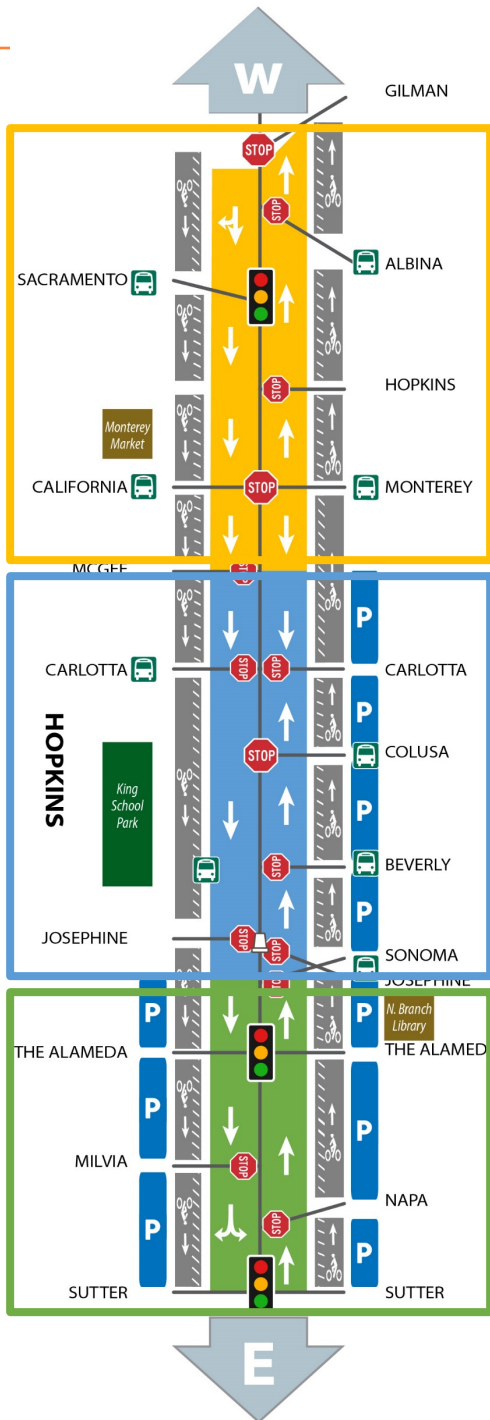 W
GILMAN
STOP
STOP
ALBINA
SACRAMENTO
HOPKINS
STOP
Monterey
Market
CALIFORNIA
STOP
MONTEREY
MCGEE
STOP
P
CARLOTTA
STOP
STOP
CARLOTTA
P
HOPKINS
STOP
COLUSA
King
School
Park
P
STOP
BEVERLY
P
JOSEPHINE
STOP
STOP
SONOMA
JOSEPHINE
STOP
P
P
N. Branch
Library
THE ALAMEDA
THE ALAMED
P
P
MILVIA
STOP
NAPA
STOP
P
P
SUTTER
SUTTER
E